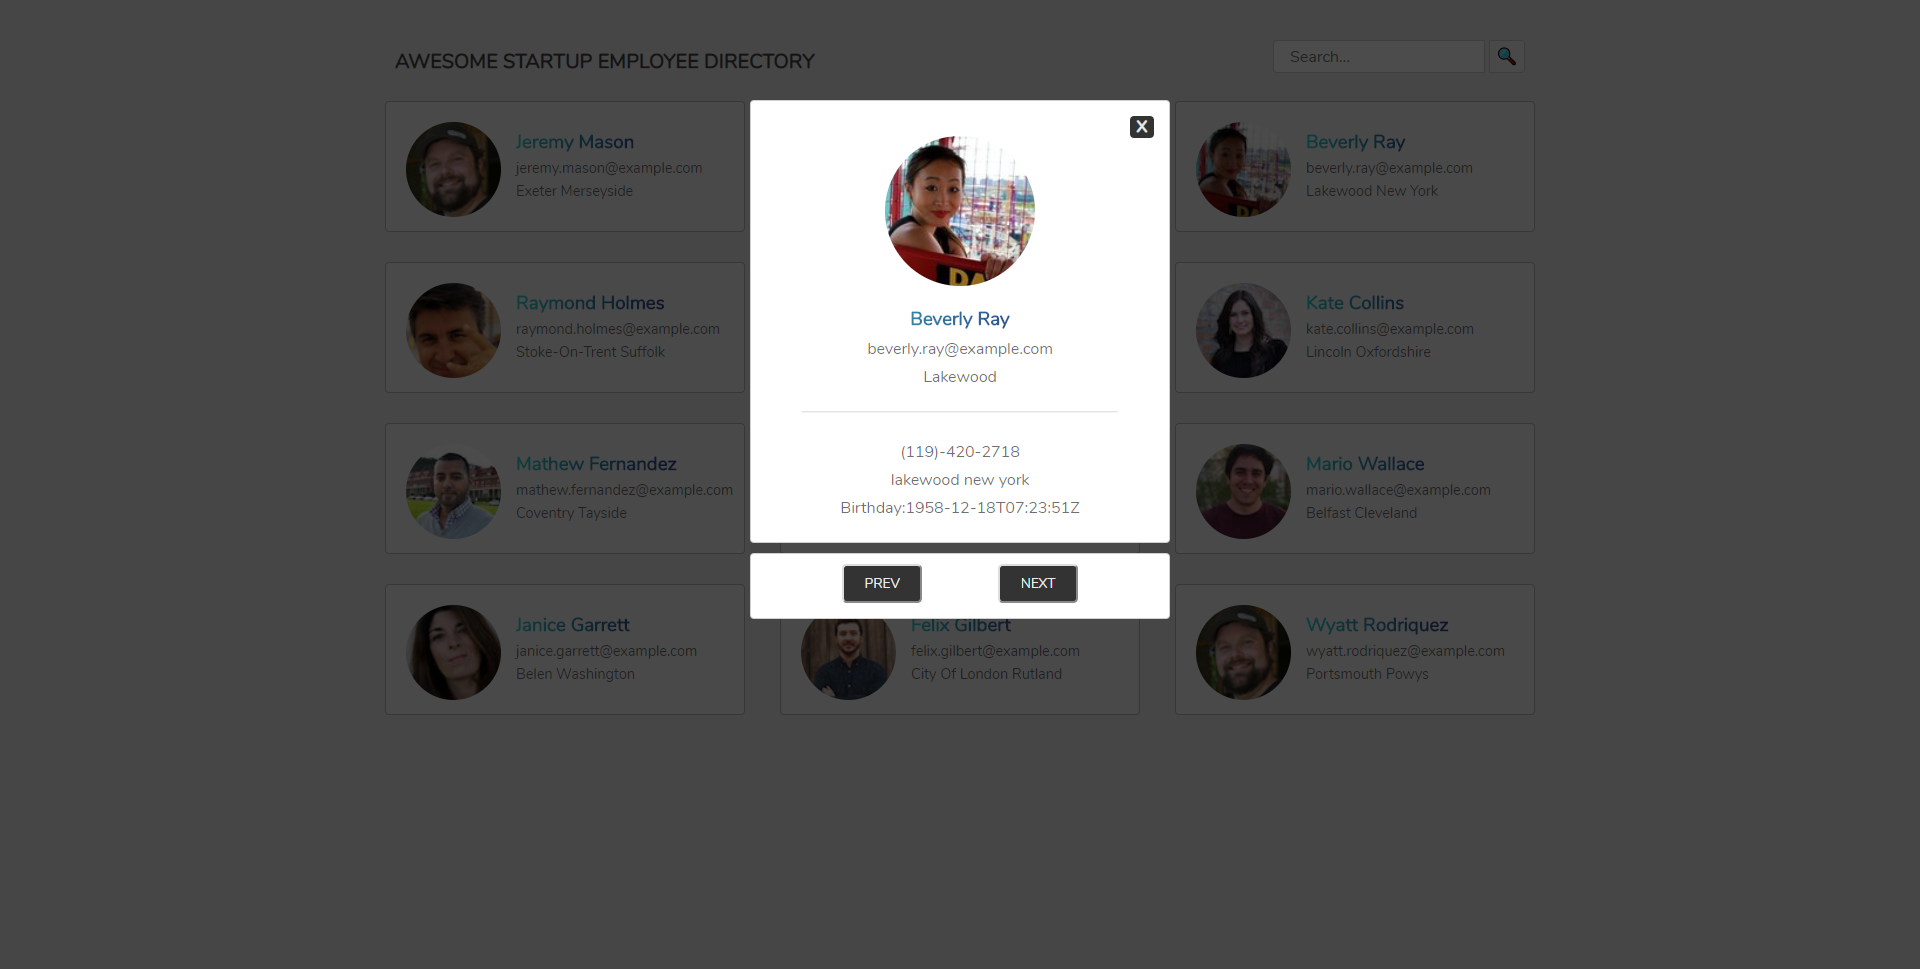 AWESOME STARTUP EMPLOYEE DIRECTORY
Search...
Jeremy Mason
jeremy.mason@example.com
Exeter Merseyside
Beverly Ray
beverly.ray@example.com
Lakewood New York
Raymond Holmes
raymond.holmes@example.com
Stoke-On-Trent Suffolk
Kate Collins
kate.collins@example.com
Lincoln Oxfordshire
Mathew Fernandez
mathew.fernandez@example.com
Coventry Tayside
Mario Wallace
mario.wallace@example.com
Belfast Cleveland
Janice Garrett
janice.garrett@example.com
Belen Washington
Felix Gilbert
felix.gilbert@example.com
City Of London Rutland
Wyatt Rodriquez
wyatt.rodriquez@example.com
Portsmouth Powys
X
Beverly Ray
beverly.ray@example.com
Lakewood
(119)-420-2718
lakewood new york
Birthday:1958-12-18T07:23:51Z
PREV
NEXT